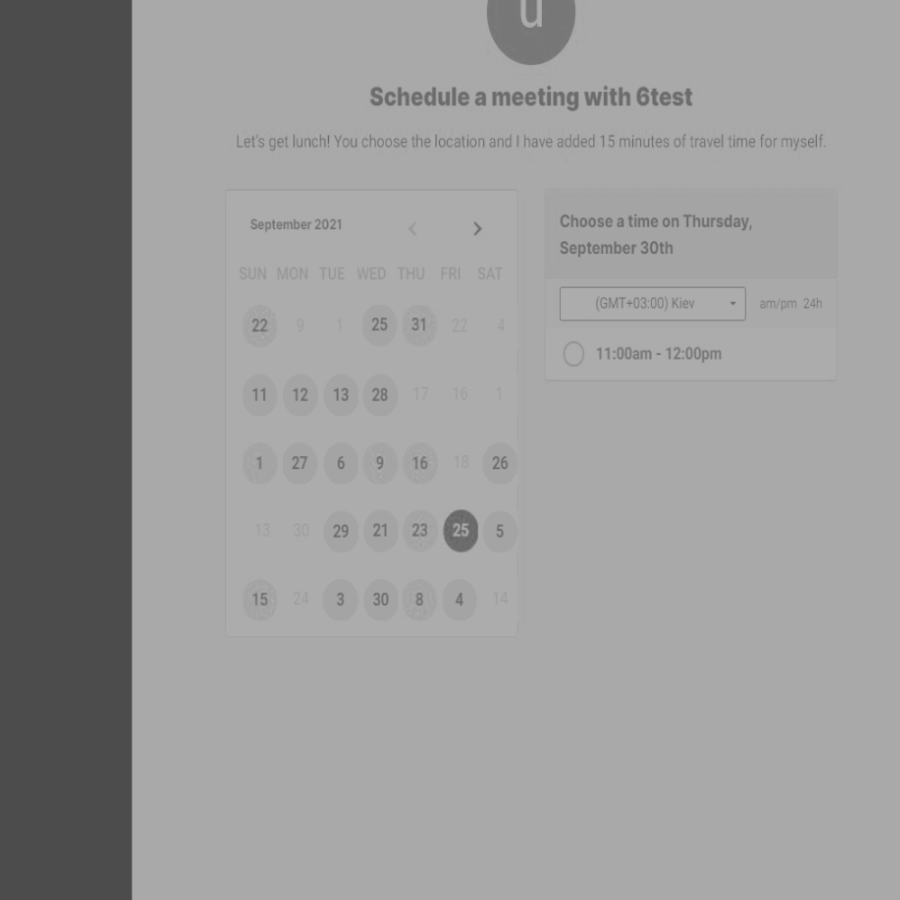 u
Schedule a meeting with 6test
Let's get lunch! You choose the location and I have added 15 minutes of travel time for myself.
September 2021
SUN MON TUE WED THU FRI SAT
22 9 1 25 31 22 4
11 12 13 28 17 16 1
1 27 6 9 16 18 26
13 30 29 21 23 25 5
15 24 3 30 8 4 14
Choose a time on Thursday,
September 30th
(GMT+03:00) Kiev am/pm 24h
11:00am - 12:00pm